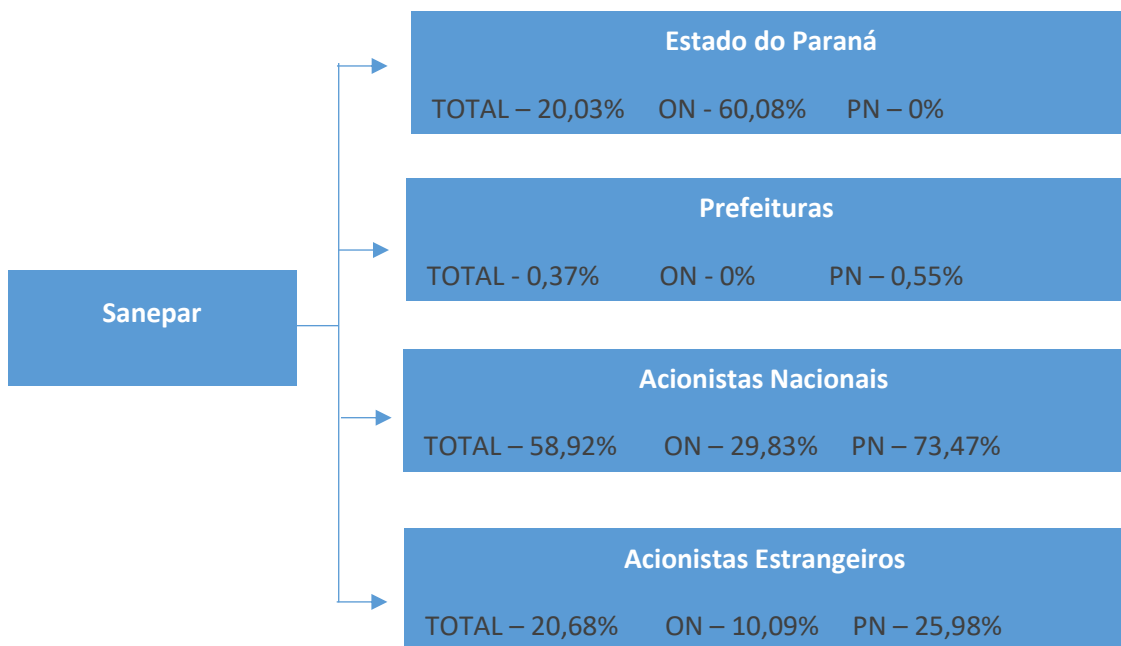 Sanepar
Estado do Paraná
TOTAL – 20,03% ON - 60,08% PN – 0%
Prefeituras
TOTAL - 0,37% ON - 0% PN – 0,55%
Acionistas Nacionais
TOTAL – 58,92% ON – 29,83% PN – 73,47%
Acionistas Estrangeiros
TOTAL – 20,68% ON – 10,09% PN – 25,98%